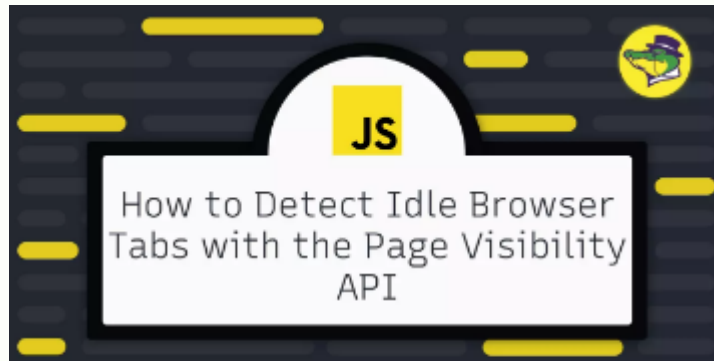 JS
How to Detect Idle Browser
Tabs with the Page Visibility
API